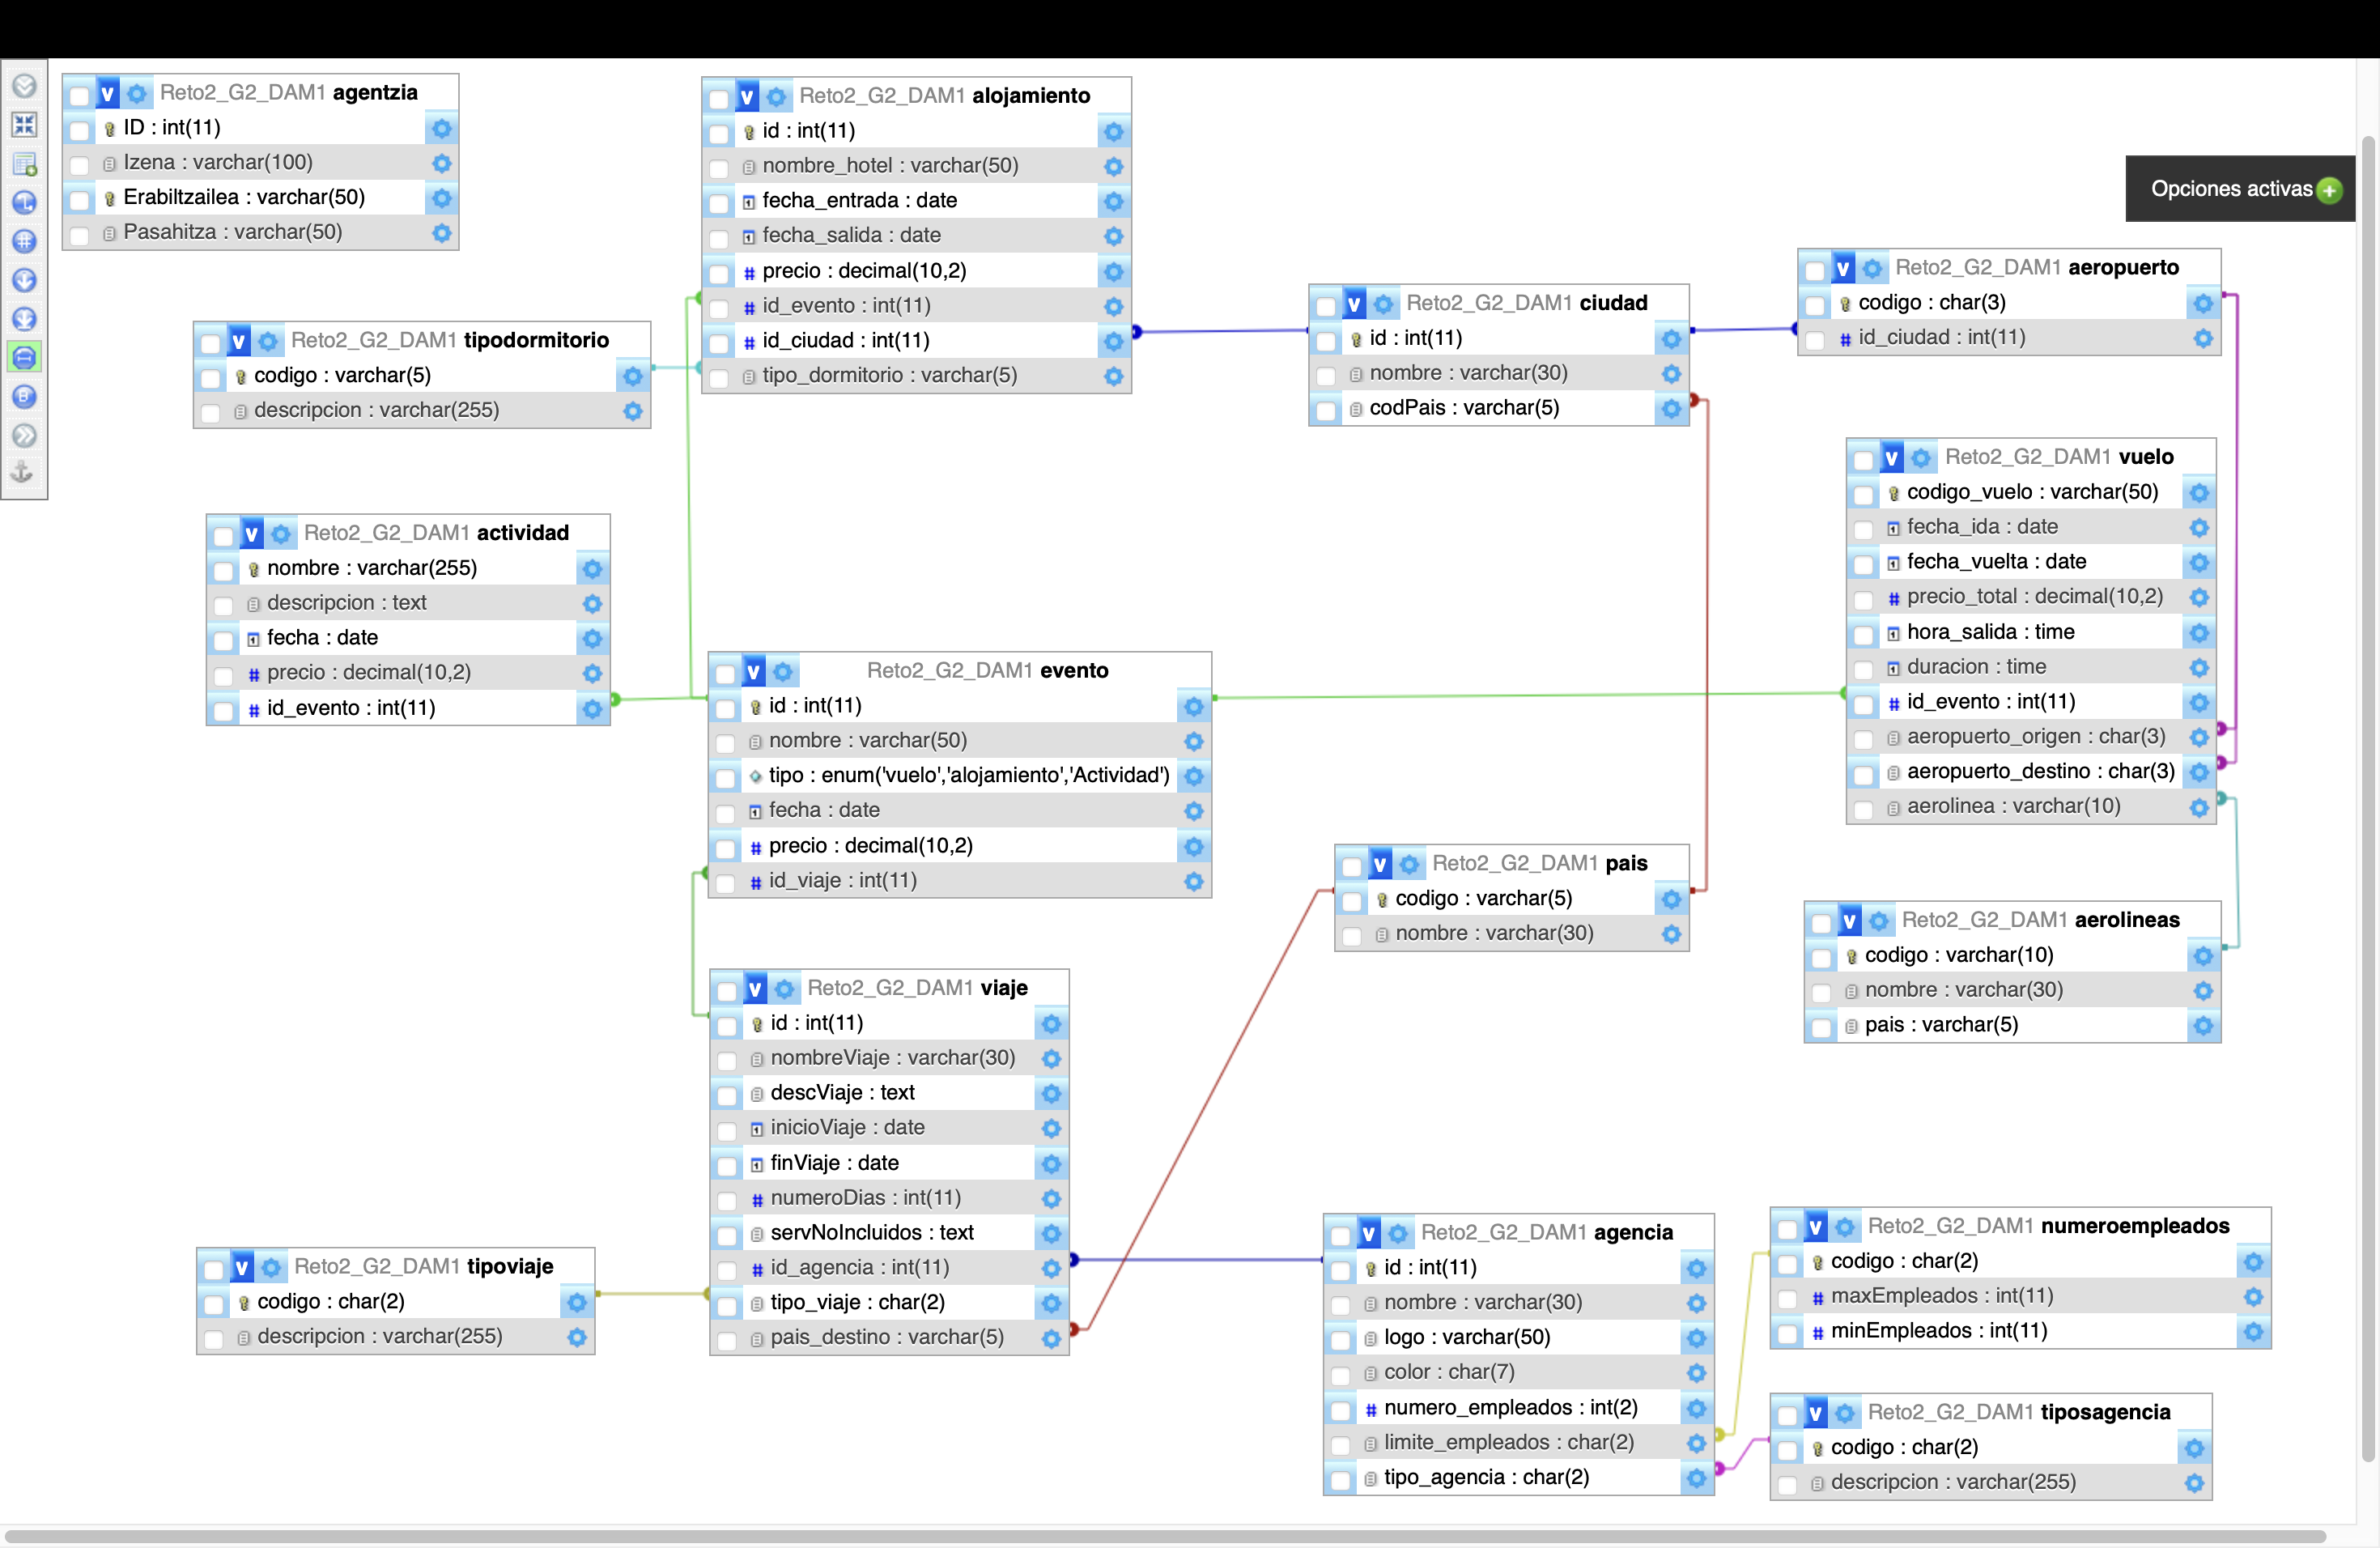 Reto2_G2_DAM1 agentzia
ID : int(11)
Izena : varchar(100)
Erabiltzailea : varchar(50)
Pasahitza : varchar(50)
Reto2_G2_DAM1 alojamiento
id : int(11)
nombre_hotel : varchar(50)
fecha_entrada : date
fecha_salida : date
precio : decimal(10,2)
id_evento : int(11)
id_ciudad : int(11)
tipo_dormitorio : varchar(5)
Opciones activas
Reto2_G2_DAM1 aeropuerto
codigo : char(3)
id_ciudad : int(11)
Reto2_G2_DAM1 ciudad
id : int(11)
nombre : varchar(30)
codPais : varchar(5)
Reto2_G2_DAM1 tipodormitorio
codigo : varchar(5)
descripcion : varchar(255)
Reto2_G2_DAM1 vuelo
codigo_vuelo : varchar(50)
fecha_ida : date
fecha_vuelta : date
precio_total : decimal(10,2)
hora_salida : time
duracion : time
id_evento : int(11)
aeropuerto_origen : char(3)
aeropuerto_destino : char(3)
aerolinea : varchar(10)
Reto2_G2_DAM1 actividad
nombre : varchar(255)
descripcion : text
fecha : date
precio : decimal(10,2)
id_evento : int(11)
Reto2_G2_DAM1 evento
id : int(11)
nombre : varchar(50)
tipo : enum('vuelo','alojamiento','Actividad')
fecha : date
precio : decimal(10,2)
id_viaje : int(11)
Reto2_G2_DAM1 pais
codigo : varchar(5)
nombre : varchar(30)
Reto2_G2_DAM1 aerolineas
codigo : varchar(10)
nombre : varchar(30)
pais : varchar(5)
Reto2_G2_DAM1 viaje
id : int(11)
nombreViaje : varchar(30)
descViaje : text
inicioViaje : date
finViaje : date
numeroDias : int(11)
servNoIncluidos : text
id_agencia : int(11)
tipo_viaje : char(2)
pais_destino : varchar(5)
Reto2_G2_DAM1 tipoviaje
codigo : char(2)
descripcion : varchar(255)
Reto2_G2_DAM1 agencia
id : int(11)
nombre : varchar(30)
logo : varchar(50)
color : char(7)
numero_empleados : int(2)
limite_empleados : char(2)
tipo_agencia : char(2)
Reto2_G2_DAM1 numeroempleados
codigo : char(2)
maxEmpleados : int(11)
minEmpleados : int(11)
Reto2_G2_DAM1 tiposagencia
codigo : char(2)
descripcion : varchar(255)